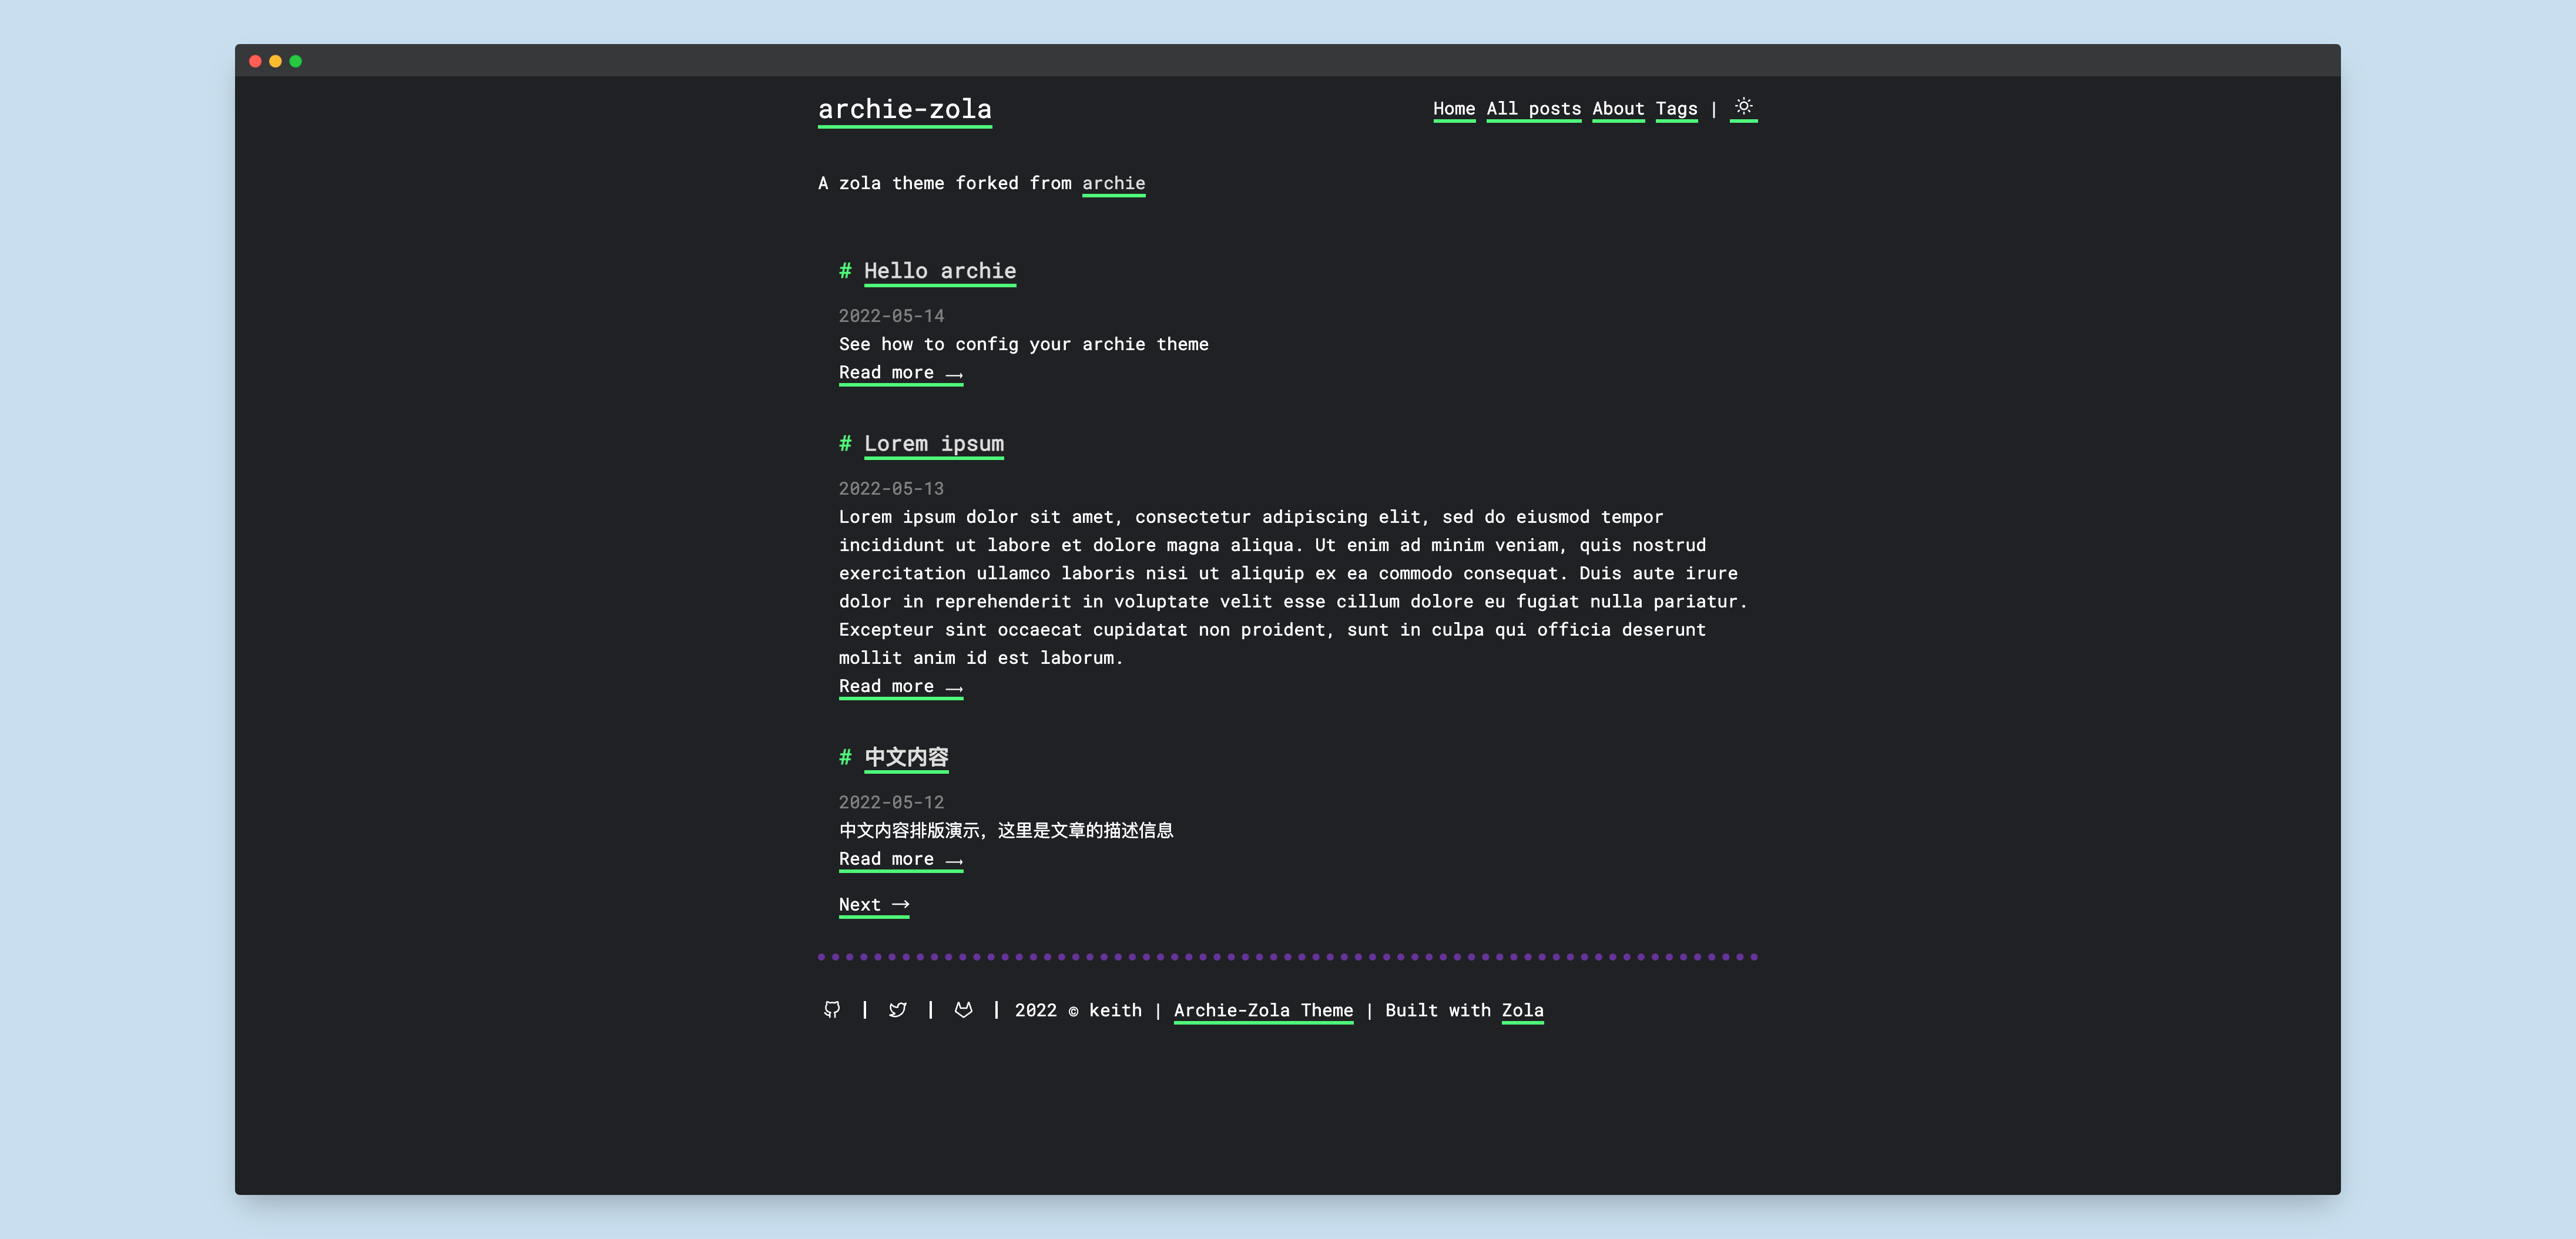 archie-zola
Home All posts About Tags |
A zola theme forked from archie
# Hello archie
2022-05-14
See how to config your archie theme
Read more ⟶
# Lorem ipsum
2022-05-13
Lorem ipsum dolor sit amet, consectetur adipiscing elit, sed do eiusmod tempor
incididunt ut labore et dolore magna aliqua. Ut enim ad minim veniam, quis nostrud
exercitation ullamco laboris nisi ut aliquip ex ea commodo consequat. Duis aute irure
dolor in reprehenderit in voluptate velit esse cillum dolore eu fugiat nulla pariatur.
Excepteur sint occaecat cupidatat non proident, sunt in culpa qui officia deserunt
mollit anim id est laborum.
Read more ⟶
# 中文内容
2022-05-12
中文内容排版演示，这里是文章的描述信息
Read more ⟶
Next →
| | | 2022 © keith | Archie-Zola Theme | Built with Zola